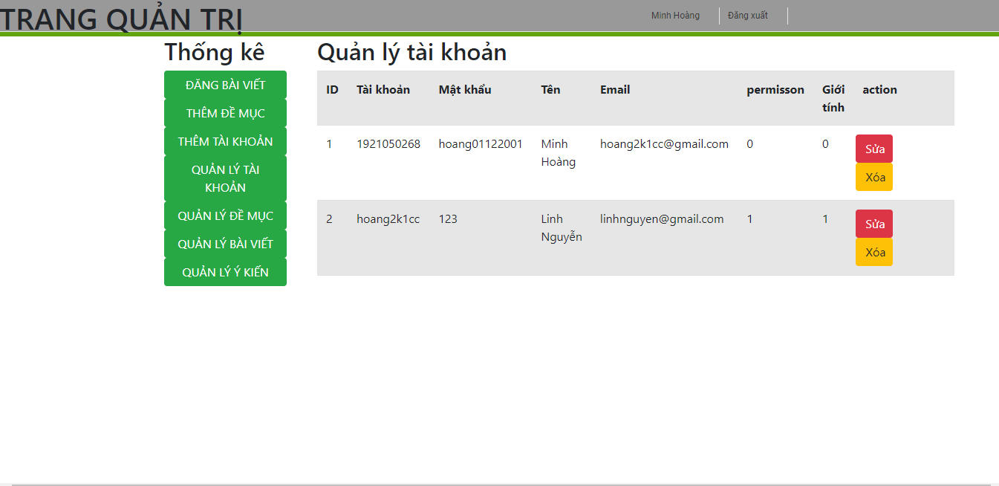 TRANG QUẢN TRỊ
Minh Hoàng
Đăng xuất
Thống kê
ĐĂNG BÀI VIẾT
THÊM ĐỀ MỤC
THÊM TÀI KHOẢN
QUẢN LÝ TÀI
KHOẢN
QUẢN LÝ ĐỀ MỤC
QUẢN LÝ BÀI VIẾT
QUẢN LÝ Ý KIẾN
Quản lý tài khoản
ID Tài khoản Mật khẩu Tên Email permisson Giới action
tính
1 1921050268 hoang01122001 Minh hoang2k1cc@gmail.com 0 0 Sửa
Hoàng
Xóa
2 hoang2k1cc 123 Linh linhnguyen@gmail.com 1 1 Sửa
Nguyễn
Xóa